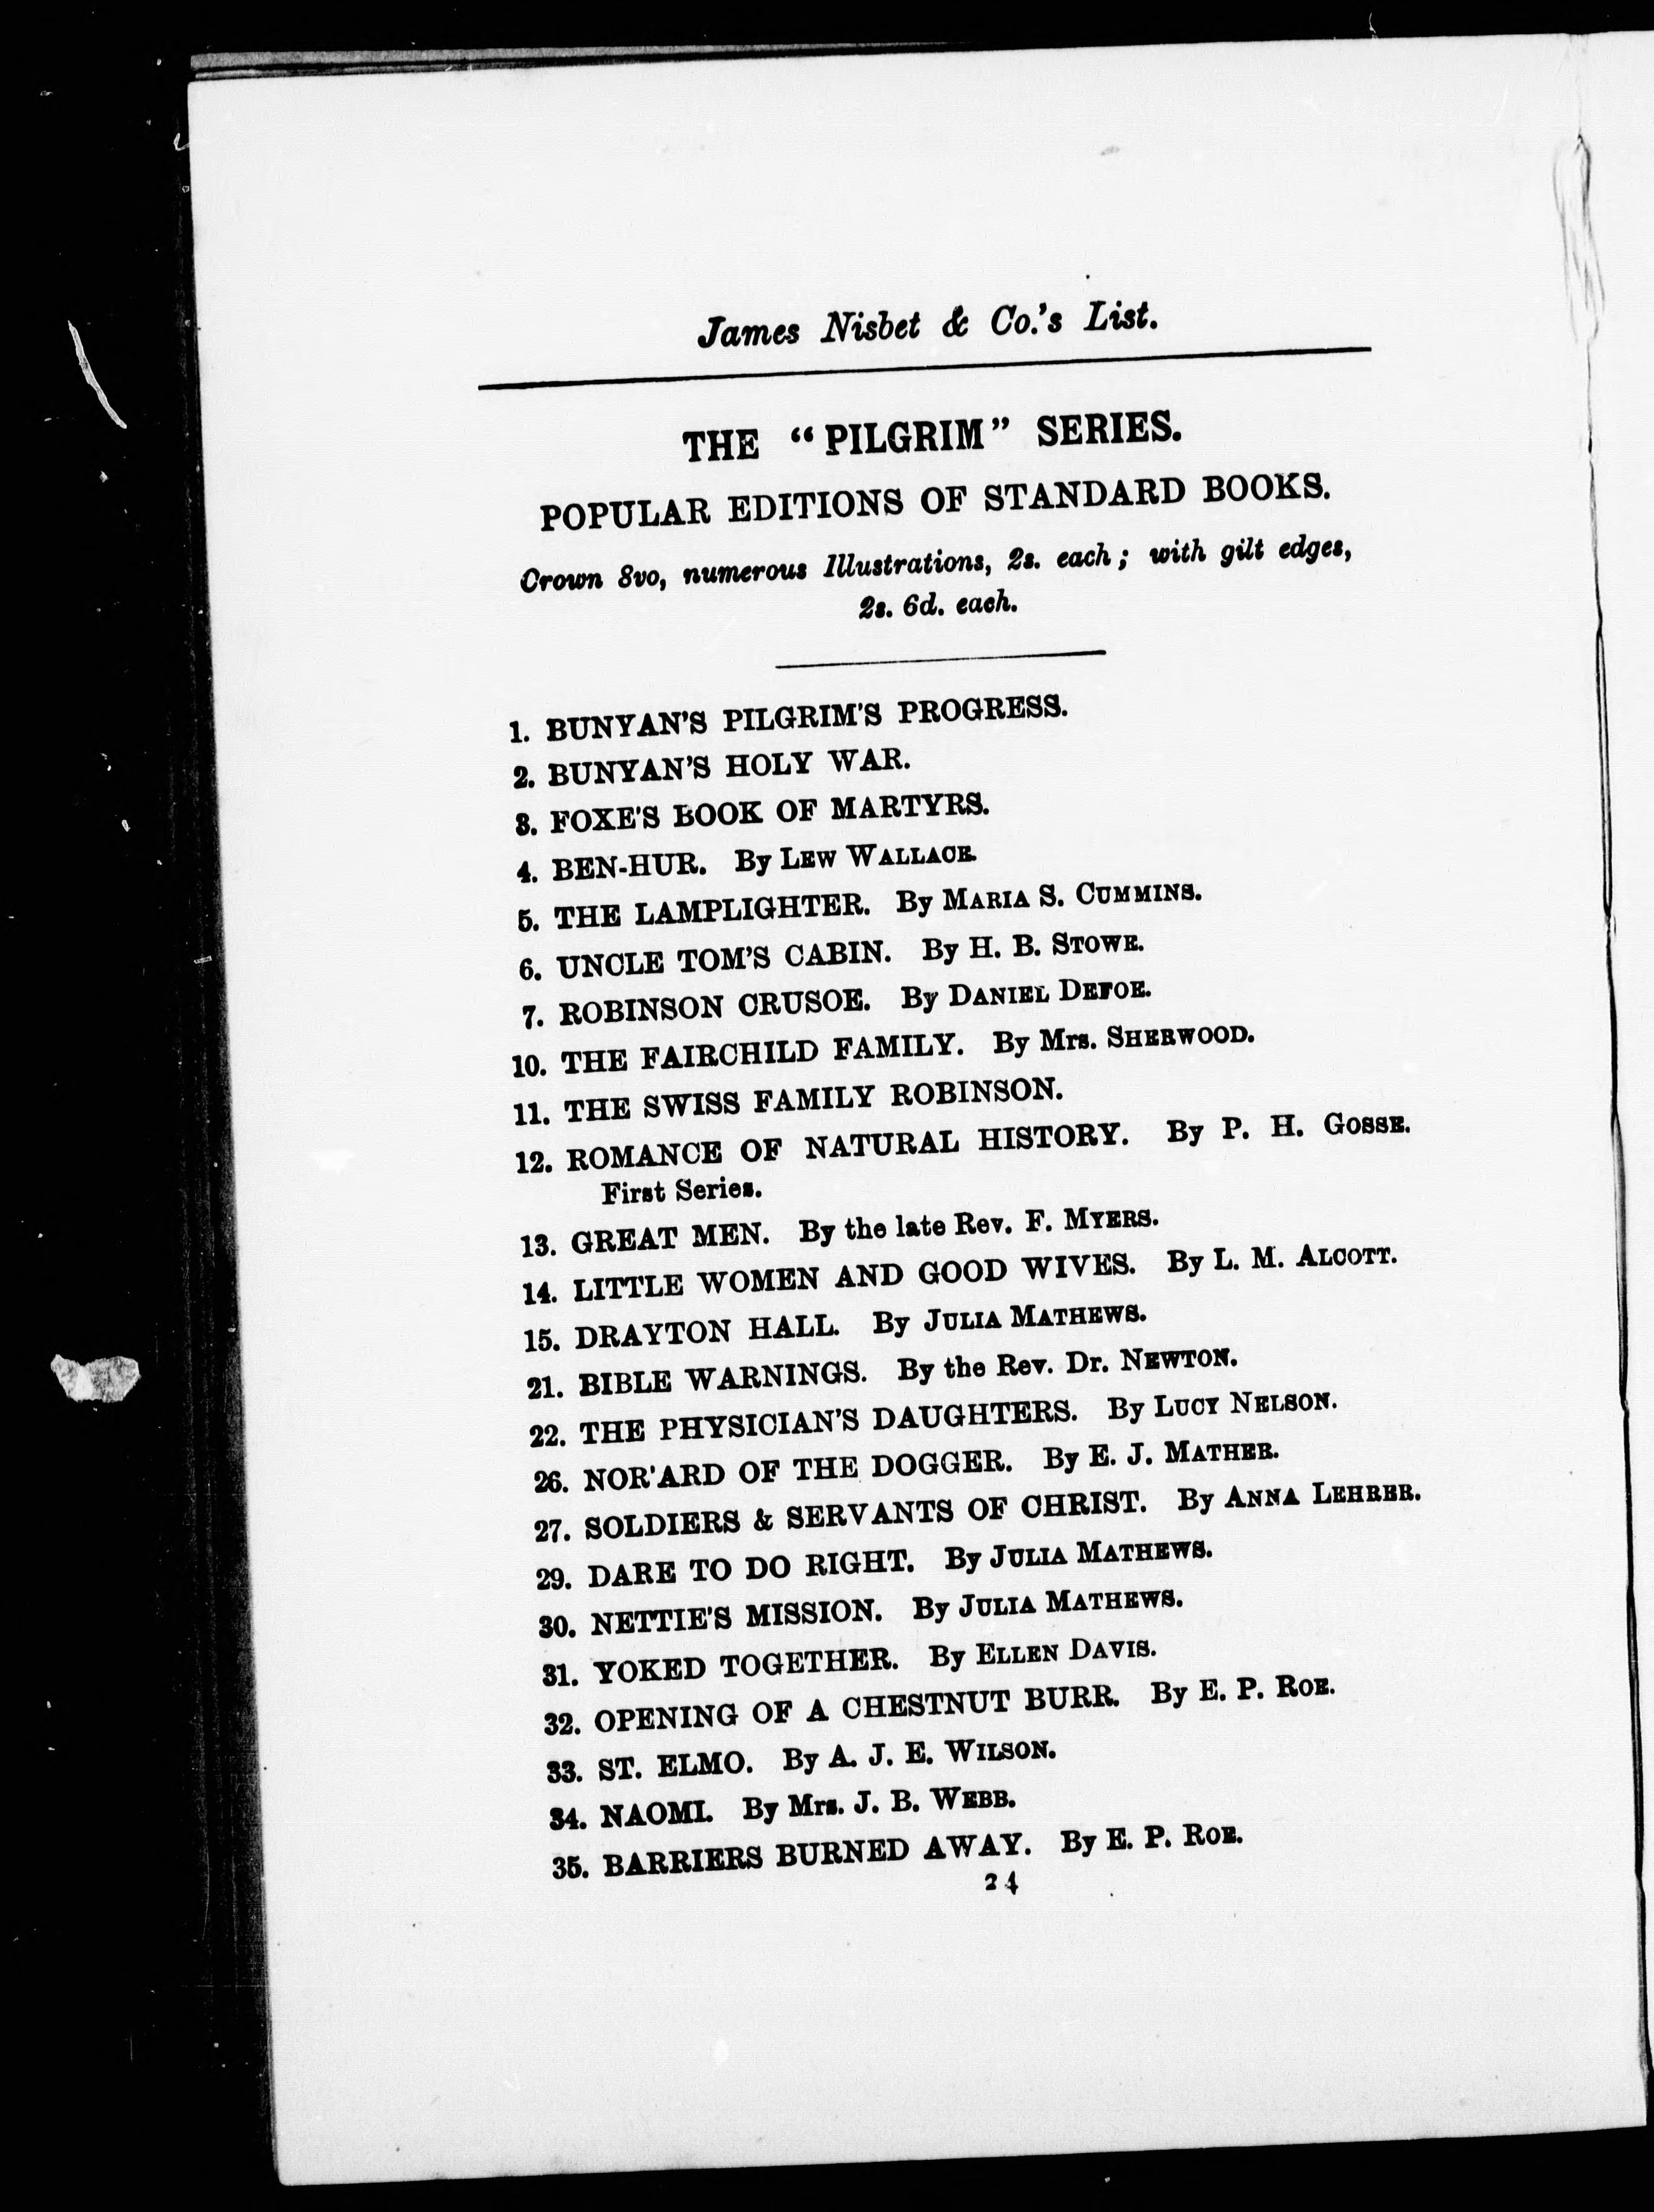 James Nisbet & Co.'s List.
THE "PILGRIM" SERIES.
POPULAR EDITIONS OF STANDARD BOOKS.
Crown 8vo, numerous Illustrations, 2s. each; with gilt edges,
2s. 6d. each.
1. BUNYAN'S PILGRIM'S PROGRESS.
2. BUNYAN'S HOLY WAR.
3. FOXE'S BOOK OF MARTYRS.
4. BEN-HUR. By LEW WALLACE.
5. THE LAMPLIGHTER. By MARIA S. CUMMINS.
6. UNCLE TOM'S CABIN. By H. B. STOWE.
7. ROBINSON CRUSOE. By DANIEL DEFOE.
10. THE FAIRCHILD FAMILY. By Mrs. SHERWOOD.
11. THE SWISS FAMILY ROBINSON.
12. ROMANCE OF NATURAL HISTORY. By P. H. GOSSE.
First Series.
13. GREAT MEN. By the late Rev. F. MYERS.
14. LITTLE WOMEN AND GOOD WIVES. By L. M. ALCOTT.
15. DRAYTON HALL. By JULIA MATHEWS.
21. BIBLE WARNINGS. By the Rev. Dr. NEWTON.
22. THE PHYSICIAN'S DAUGHTERS. By LUCY NELSON.
26. NOR'ARD OF THE DOGGER. By E. J. MATHER.
27. SOLDIERS & SERVANTS OF CHRIST. By ANNA LEHRER.
29. DARE TO DO RIGHT. By JULIA MATHEWS.
30. NETTIE'S MISSION. By JULIA MATHEWS.
31. YOKED TOGETHER. By ELLEN DAVIS.
32. OPENING OF A CHESTNUT BURR. By E. P. ROE.
33. ST. ELMO. By A. J. E. WILSON.
34. NAOMI. By Mrs. J. B. WEBB.
35. BARRIERS BURNED AWAY. By E. P. ROE.
24